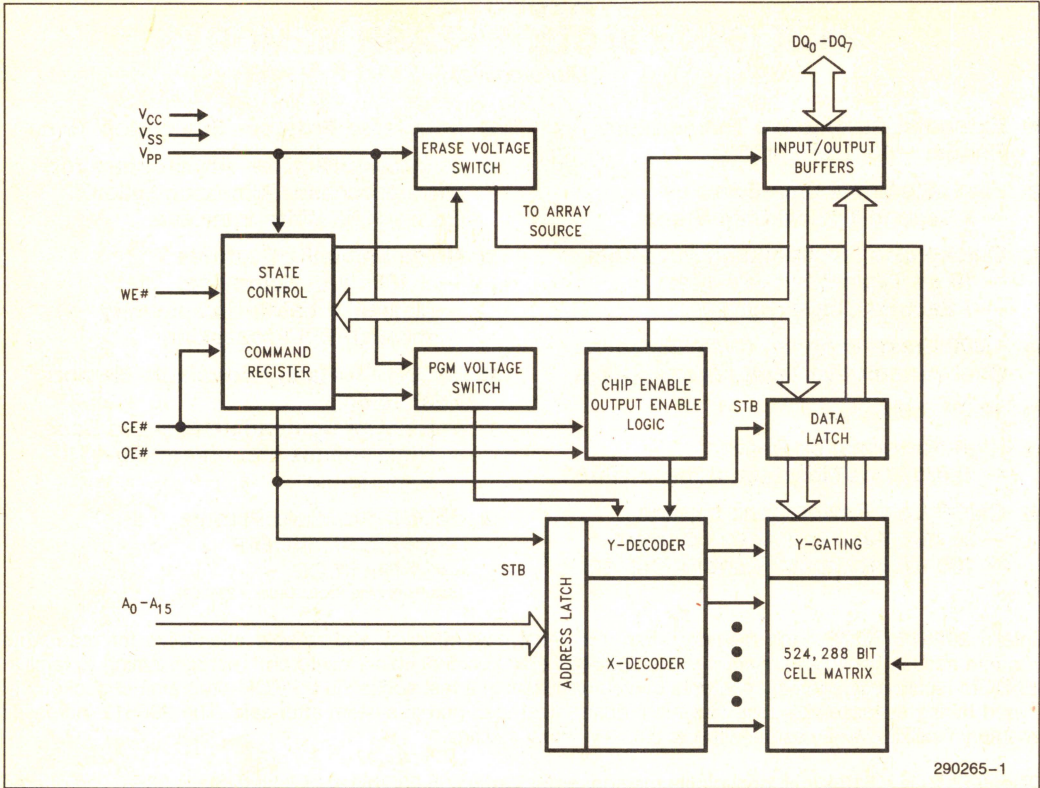 DQ0-DQ7
VCC
VSS
VPP
ERASE VOLTAGE
SWITCH
INPUT/OUTPUT
BUFFERS
TO ARRAY
SOURCE
STATE
CONTROL
COMMAND
REGISTER
WE#
PGM VOLTAGE
SWITCH
CHIP ENABLE
OUTPUT ENABLE
LOGIC
STB
DATA
LATCH
CE#
OE#
STB
ADDRESS LATCH
Y-DECODER
Y-GATING
A0-A15
X-DECODER
524,288 BIT
CELL MATRIX
290265-1